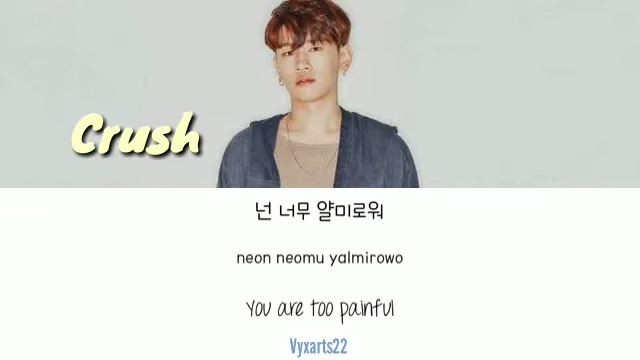 Crush
넌 너무 얄미로워
neon neomu yalmirowo
You are too painful
Vyxarts22